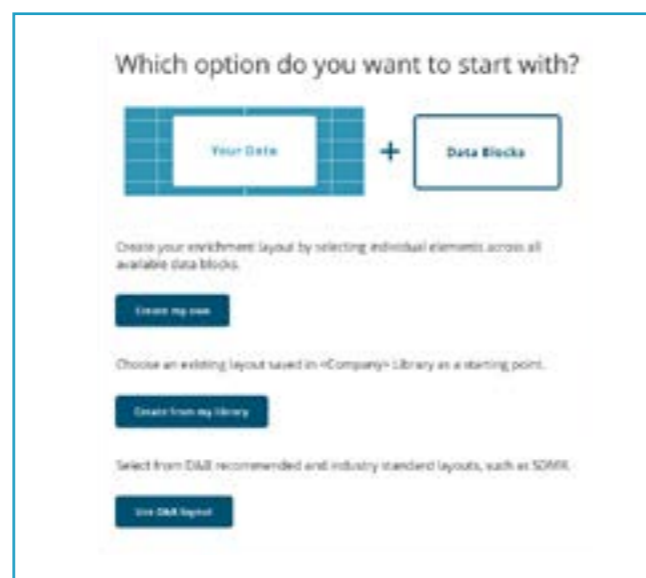 Which option do you want to start with?
Your Data
+
Data Blocks
Create your enrichment layout by selecting individual elements across all
available data blocks.
Create my own
Choose an existing layout saved in <Company> Library as a starting point.
Create from my library
Select from D&B recommended and industry standard layouts, such as
Use D&B layout